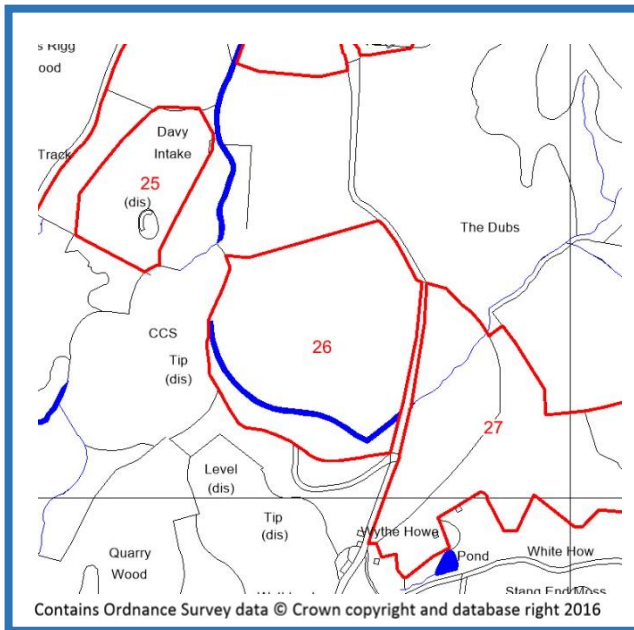 s Rigg
ood
Davy
Intake
Track
25
(dis)
The Dubs
CCS
Tip
(dis)
26
27
Level
(dis)
Tip
(dis)
Wythe Howe
Quarry
Wood
Pond
White How
Stang End Moss
Contains Ordnance Survey data © Crown copyright and database right 2016